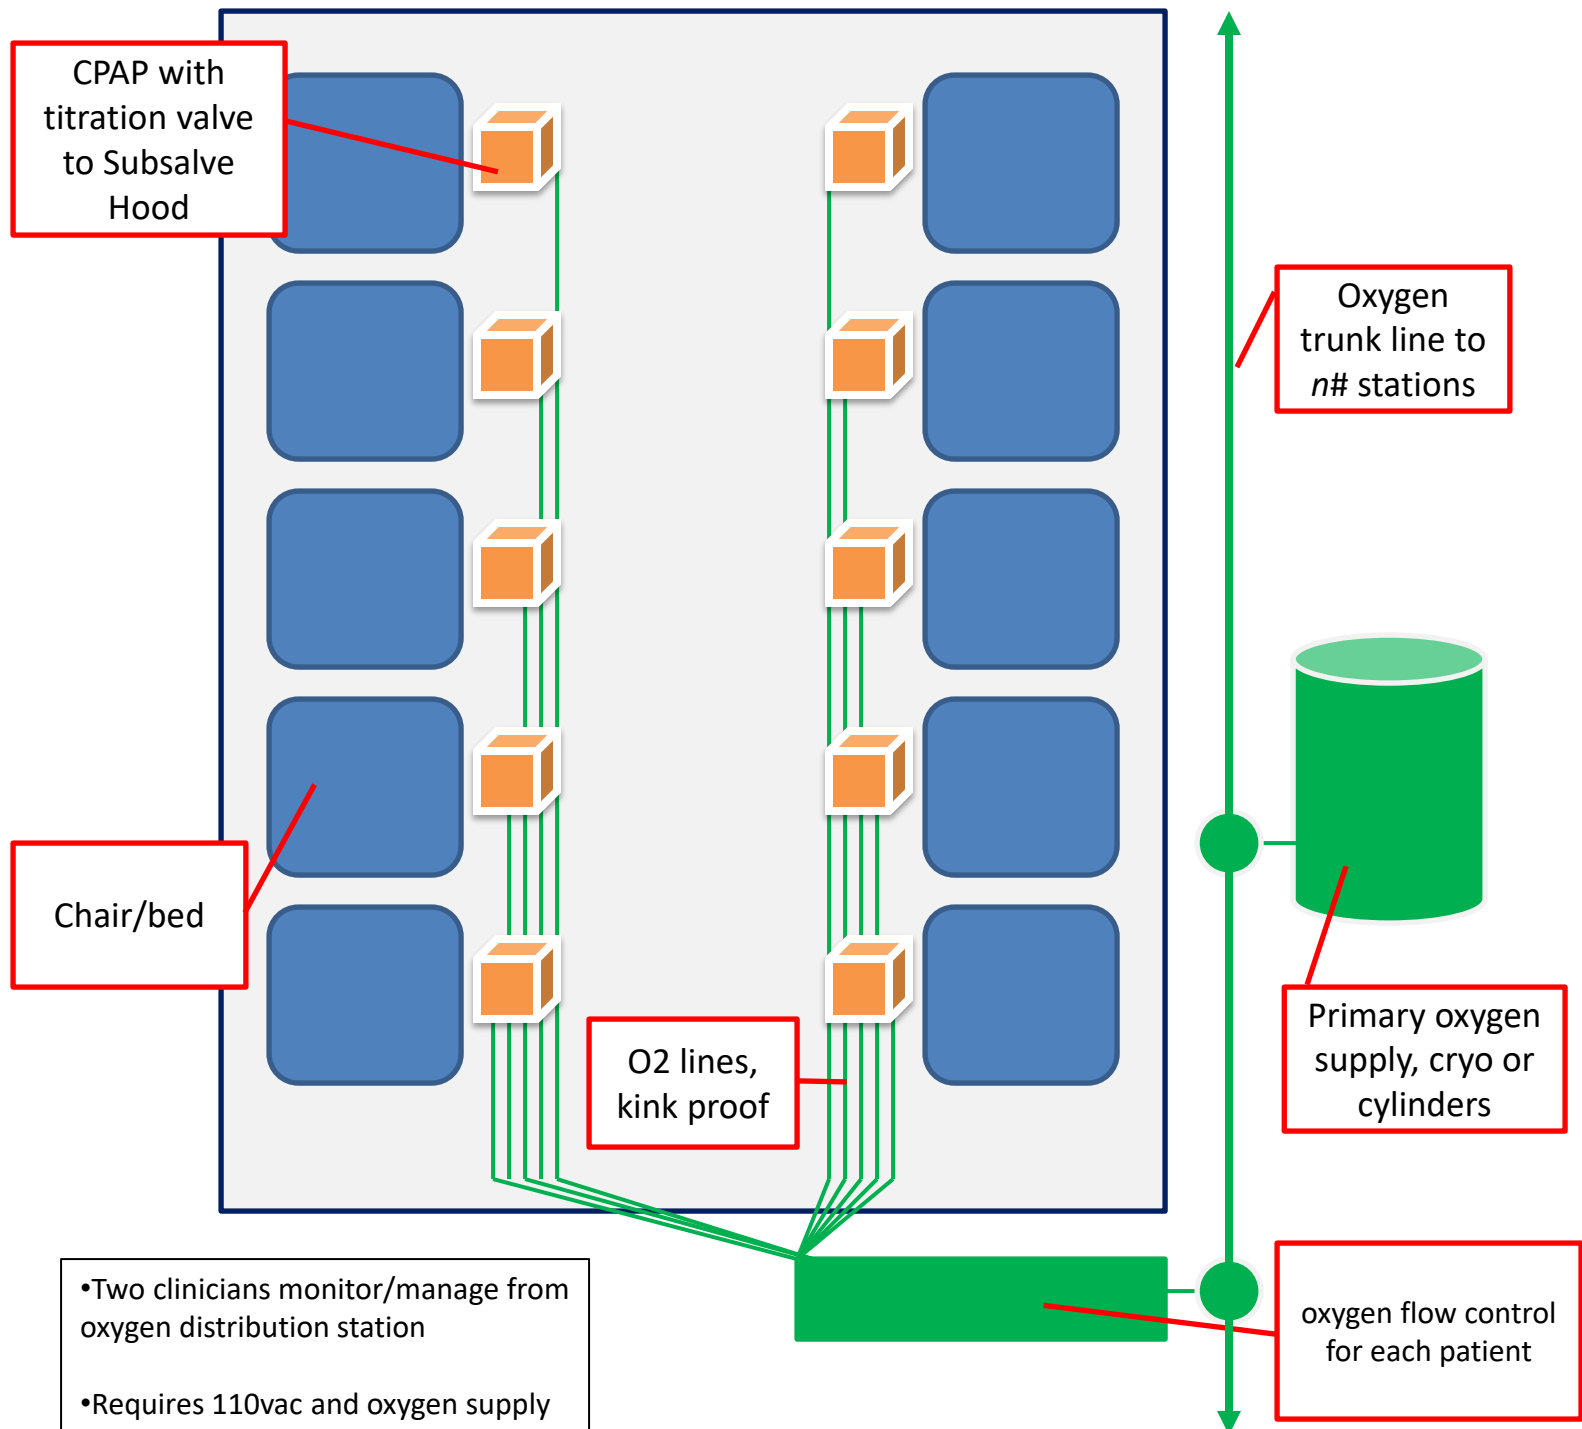 CPAP with
titration valve
to Subsalve
Hood
Oxygen
trunk line to
n# stations
Chair/bed
Primary oxygen
supply, cryo or
cylinders
O2 lines,
kink proof
oxygen flow control
for each patient
•Two clinicians monitor/manage from
oxygen distribution station
•Requires 110vac and oxygen supply